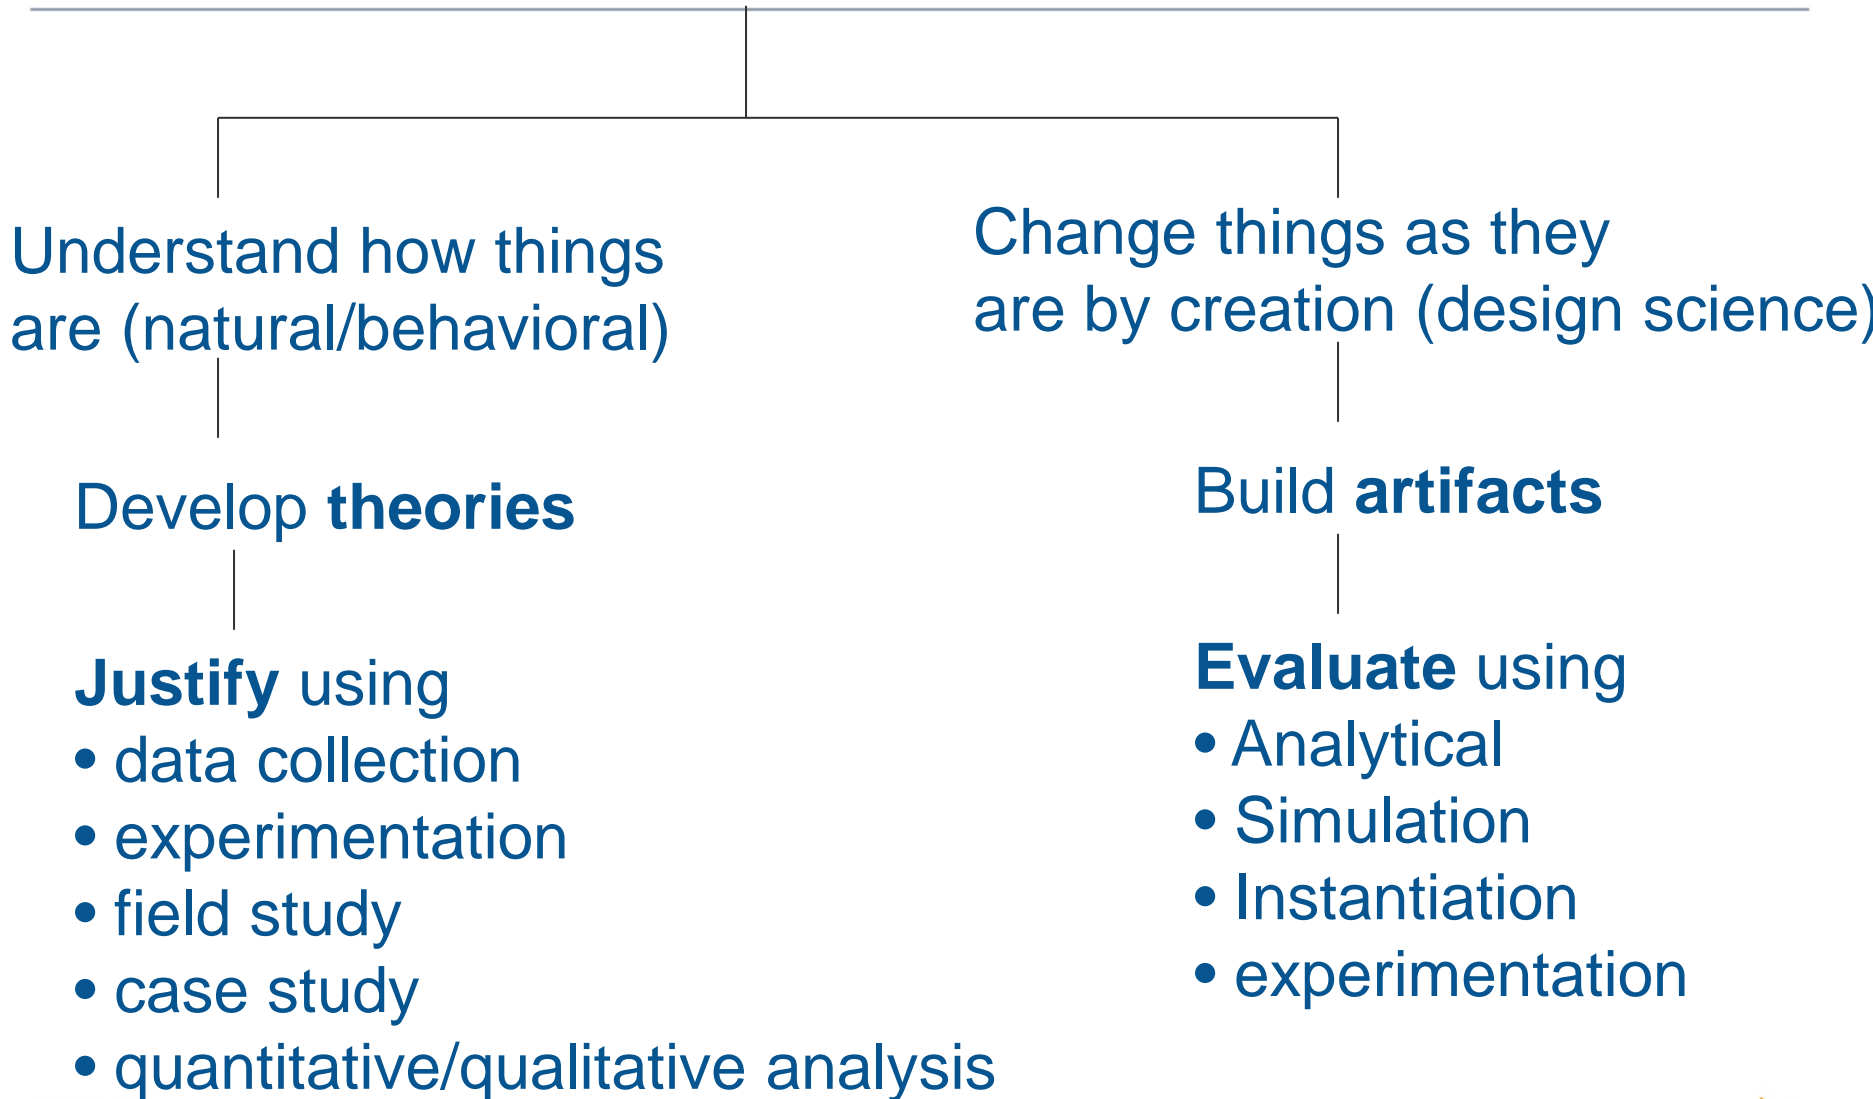 Understand how things
are (natural/behavioral)
Develop theories
Justify using
• data collection
• experimentation
• field study
• case study
• quantitative/qualitative analysis
Change things as they
are by creation (design science)
Build artifacts
Evaluate using
• Analytical
• Simulation
• Instantiation
• experimentation